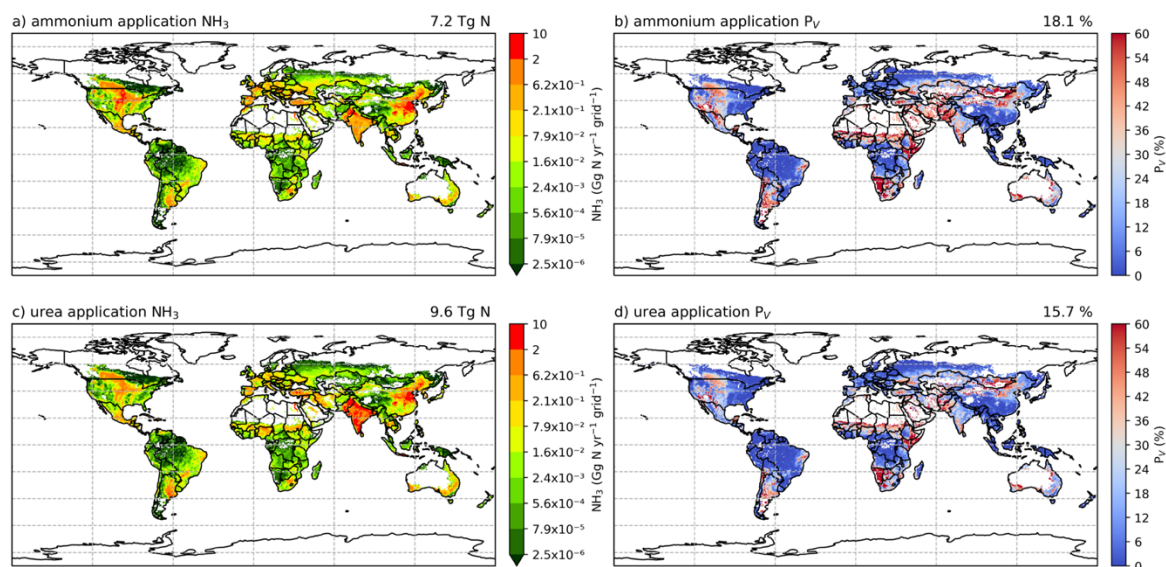 a) ammonium application NH₃ 7.2 Tg N
10
2
6.2x10⁻¹
2.1x10⁻¹
7.9x10⁻²
1.6x10⁻²
2.4x10⁻³
5.6x10⁻⁴
7.9x10⁻⁵
2.5x10⁻⁶
NH₃ (Gg N yr⁻¹ grid⁻¹)
b) ammonium application Pᵥ 18.1 %
60
54
48
42
36
30
24
18
12
6
0
Pᵥ (%)
c) urea application NH₃ 9.6 Tg N
10
2
6.2x10⁻¹
2.1x10⁻¹
7.9x10⁻²
1.6x10⁻²
2.4x10⁻³
5.6x10⁻⁴
7.9x10⁻⁵
2.5x10⁻⁶
NH₃ (Gg N yr⁻¹ grid⁻¹)
d) urea application Pᵥ 15.7 %
60
54
48
42
36
30
24
18
12
6
0
Pᵥ (%)